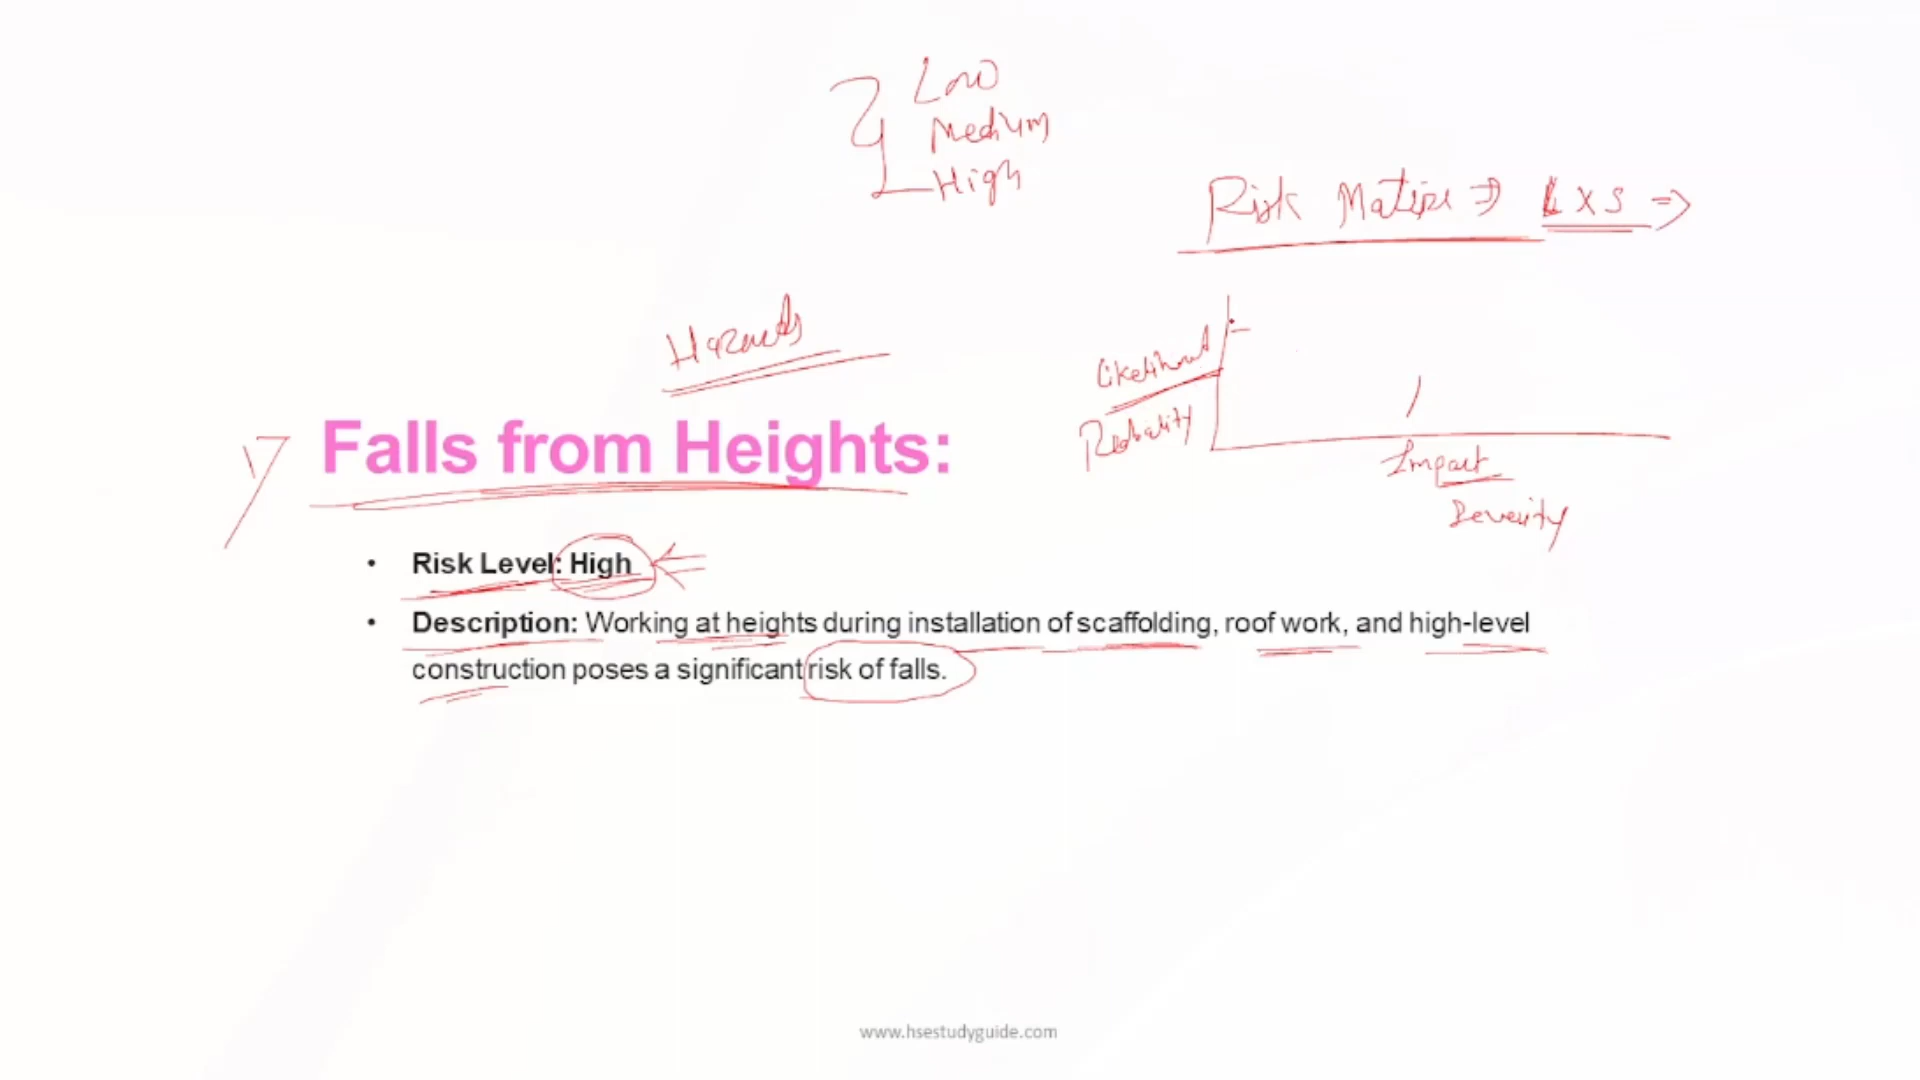 Low
Medium
High
Risk Matrix ⇒ L x S ⇒
Hazards
Likelihood
Probability
Impact
Severity
Falls from Heights:
• Risk Level: High
• Description: Working at heights during installation of scaffolding, roof work, and high-level
construction poses a significant risk of falls.
www.hsestudyguide.com